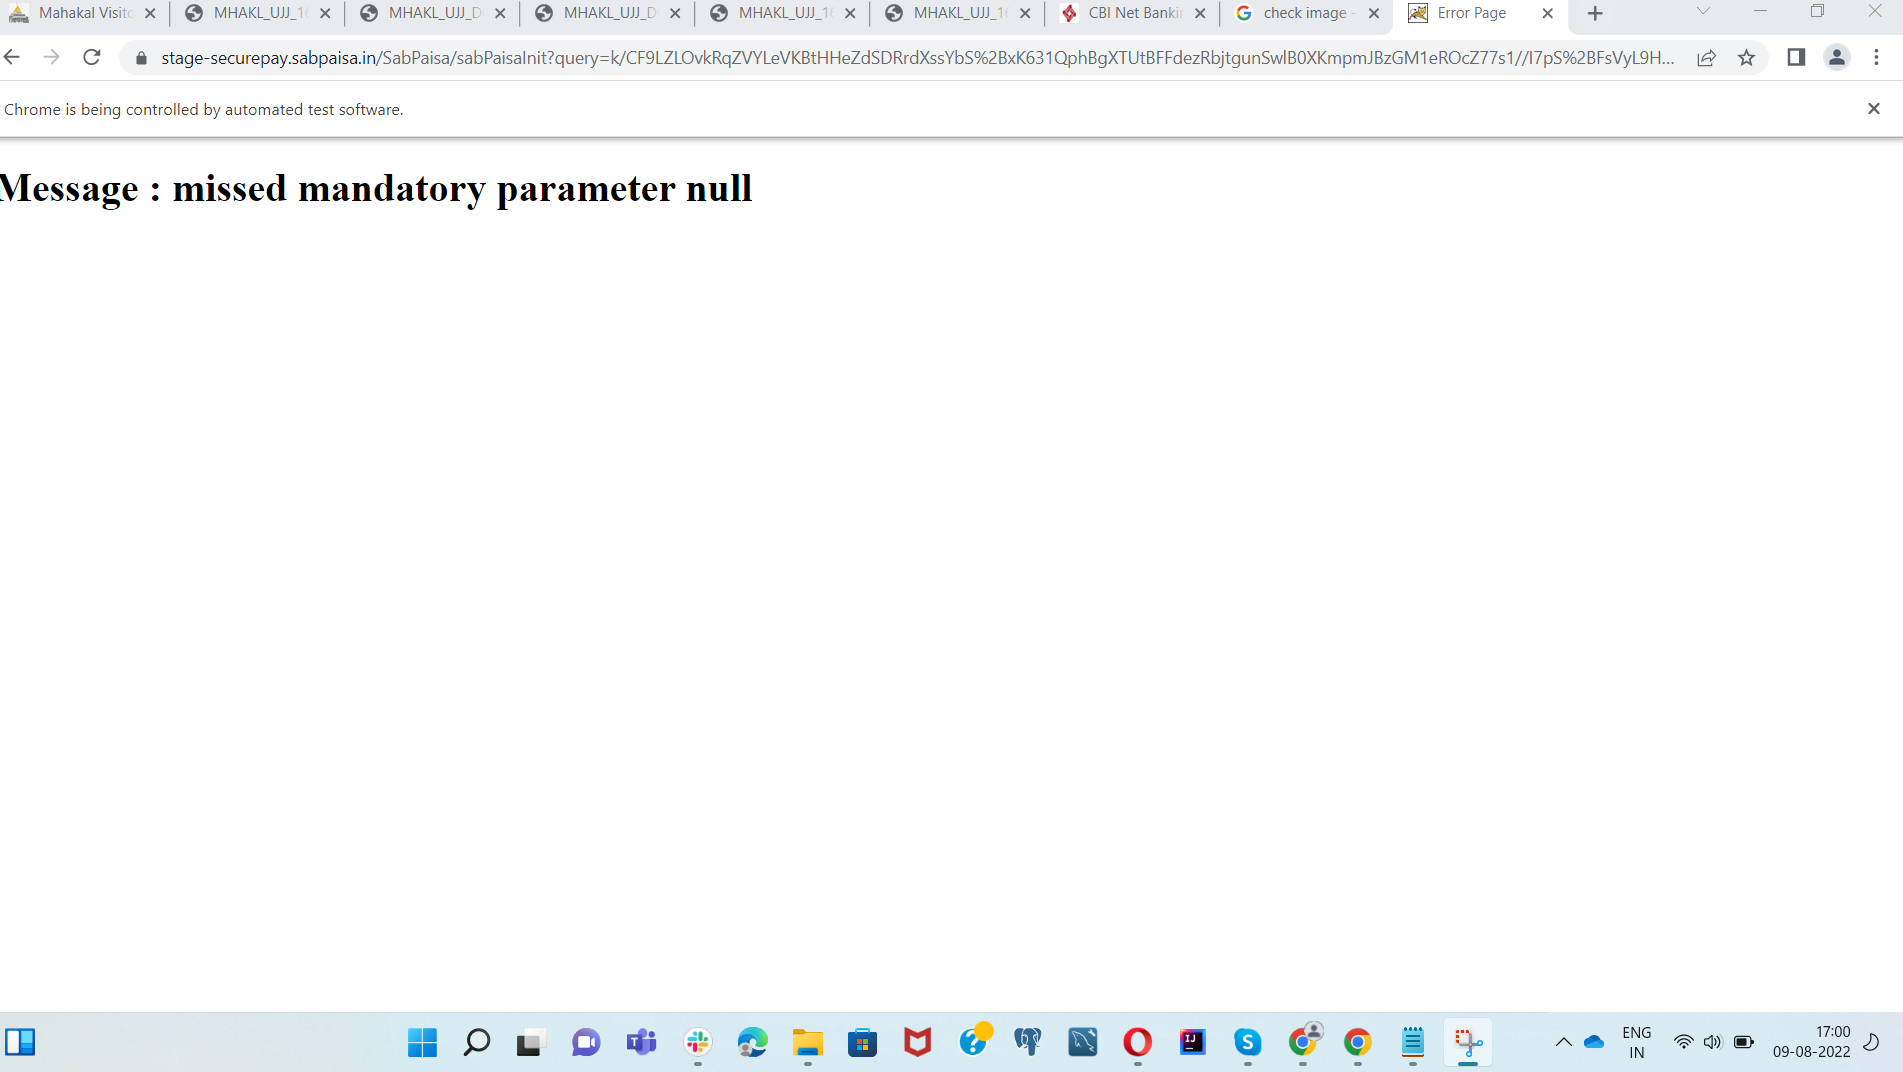 Mahakal Visito
MHAKL_UJJ_1
MHAKL_UJJ_D
MHAKL_UJJ_D
MHAKL_UJJ_1
MHAKL_UJJ_1
CBI Net Bankin
check image -
Error Page
stage-securepay.sabpaisa.in/SabPaisa/sabPaisaInit?query=k/CF9LZLOvkRqZVYLeVKBtHHeZdSDRrdXssYbS%2BxK631QphBgXTUtBFFdezRbjtgunSwlB0XKmpmJBzGM1eROcZ77s1//I7pS%2BFsVyL9H...
Chrome is being controlled by automated test software.
Message : missed mandatory parameter null
ENG
IN
17:00
09-08-2022